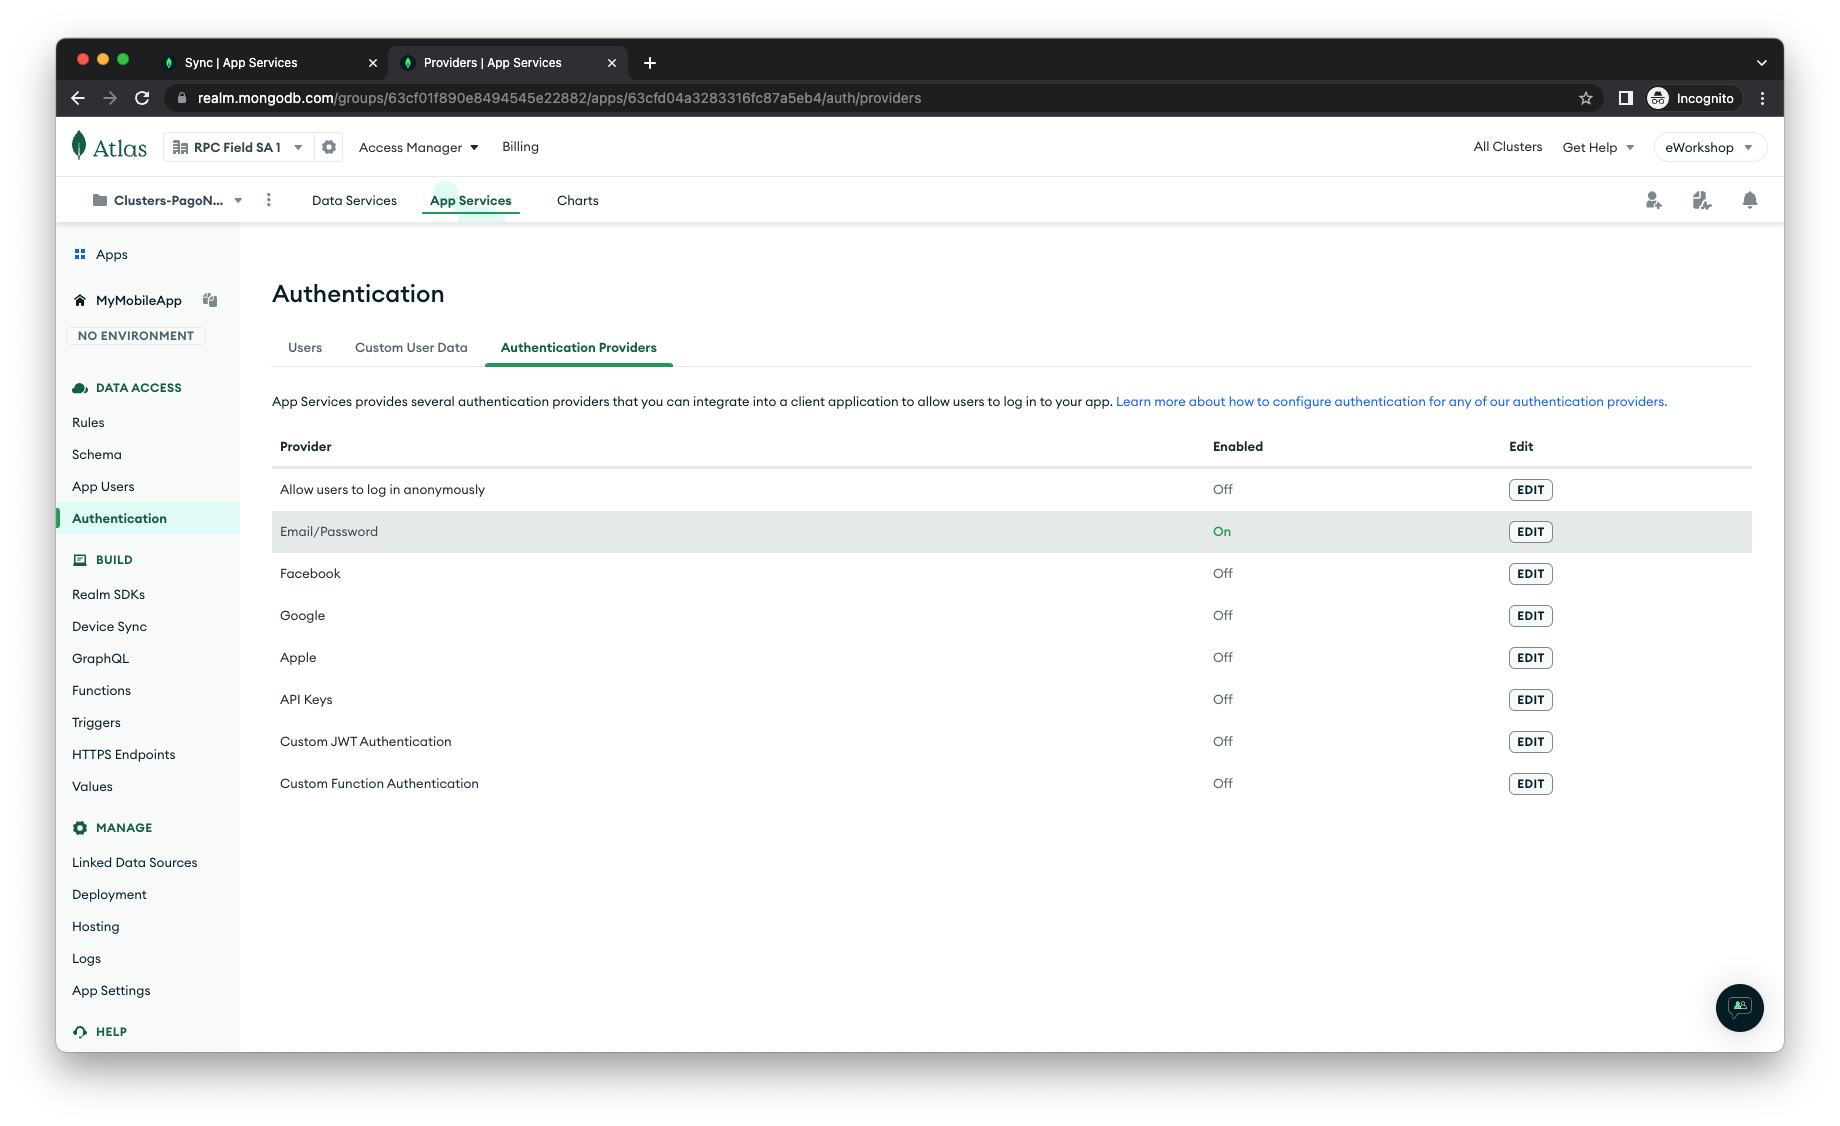 Sync | App Services
Providers | App Services
realm.mongodb.com/groups/63cf01f890e8494545e22882/apps/63cfd04a3283316fc87a5eb4/auth/providers
Incognito
Atlas
RPC Field SA 1
Access Manager
Billing
All Clusters
Get Help
eWorkshop
Clusters-PagoN...
Data Services
App Services
Charts
Apps
MyMobileApp
NO ENVIRONMENT
DATA ACCESS
Rules
Schema
App Users
Authentication
BUILD
Realm SDKs
Device Sync
GraphQL
Functions
Triggers
HTTPS Endpoints
Values
MANAGE
Linked Data Sources
Deployment
Hosting
Logs
App Settings
HELP
Authentication
Users
Custom User Data
Authentication Providers
App Services provides several authentication providers that you can integrate into a client application to allow users to log in to your app. Learn more about how to configure authentication for any of our authentication providers.
Provider Enabled Edit
Allow users to log in anonymously Off EDIT
Email/Password On EDIT
Facebook Off EDIT
Google Off EDIT
Apple Off EDIT
API Keys Off EDIT
Custom JWT Authentication Off EDIT
Custom Function Authentication Off EDIT